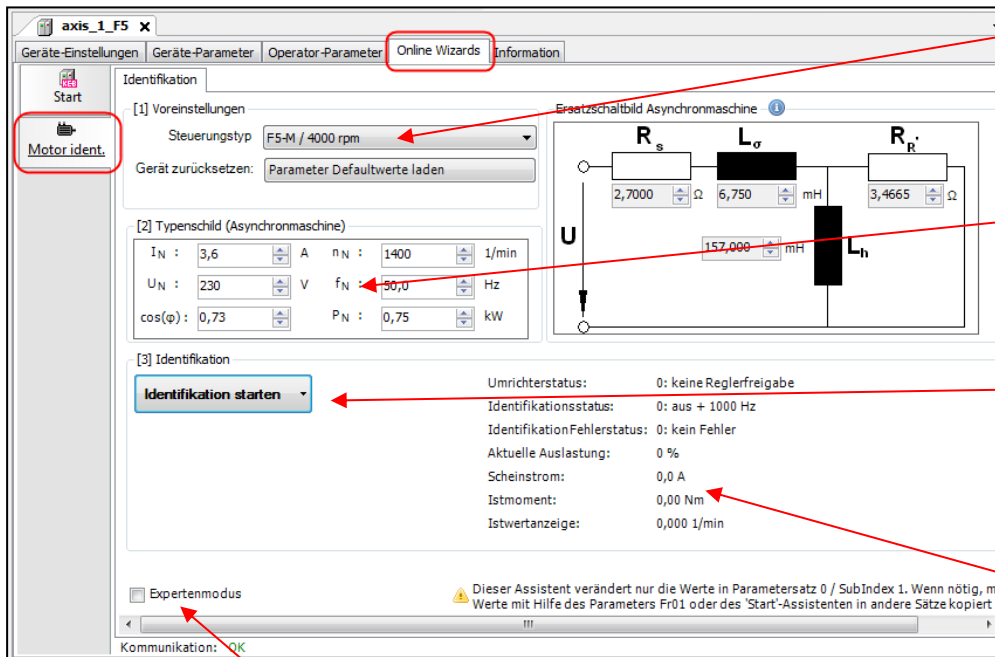 axis_1_F5 x
Geräte-Einstellungen Geräte-Parameter Operator-Parameter Online Wizards Information
Start
Motor ident.
Identifikation
[1] Voreinstellungen
Steuerungstyp F5-M / 4000 rpm
Gerät zurücksetzen: Parameter Defaultwerte laden
Ersatzschaltbild Asynchronmaschine
Rs Lσ RR'
2,7000 Ω 6,750 mH 3,4665 Ω
U 157,000 mH Lh
[2] Typenschild (Asynchronmaschine)
IN : 3,6 A nN : 1400 1/min
UN : 230 V fN : 50,0 Hz
cos(φ) : 0,73 PN : 0,75 kW
[3] Identifikation
Identifikation starten
Umrichterstatus: 0: keine Reglerfreigabe
Identifikationsstatus: 0: aus + 1000 Hz
IdentifikationFehlerstatus: 0: kein Fehler
Aktuelle Auslastung: 0 %
Scheinstrom: 0,0 A
Istmoment: 0,00 Nm
Istwertanzeige: 0,000 1/min
Expertenmodus
Dieser Assistent verändert nur die Werte in Parametersatz 0 / SubIndex 1. Wenn nötig, m
Werte mit Hilfe des Parameters Fr01 oder des 'Start'-Assistenten in andere Sätze kopiert
Kommunikation: OK